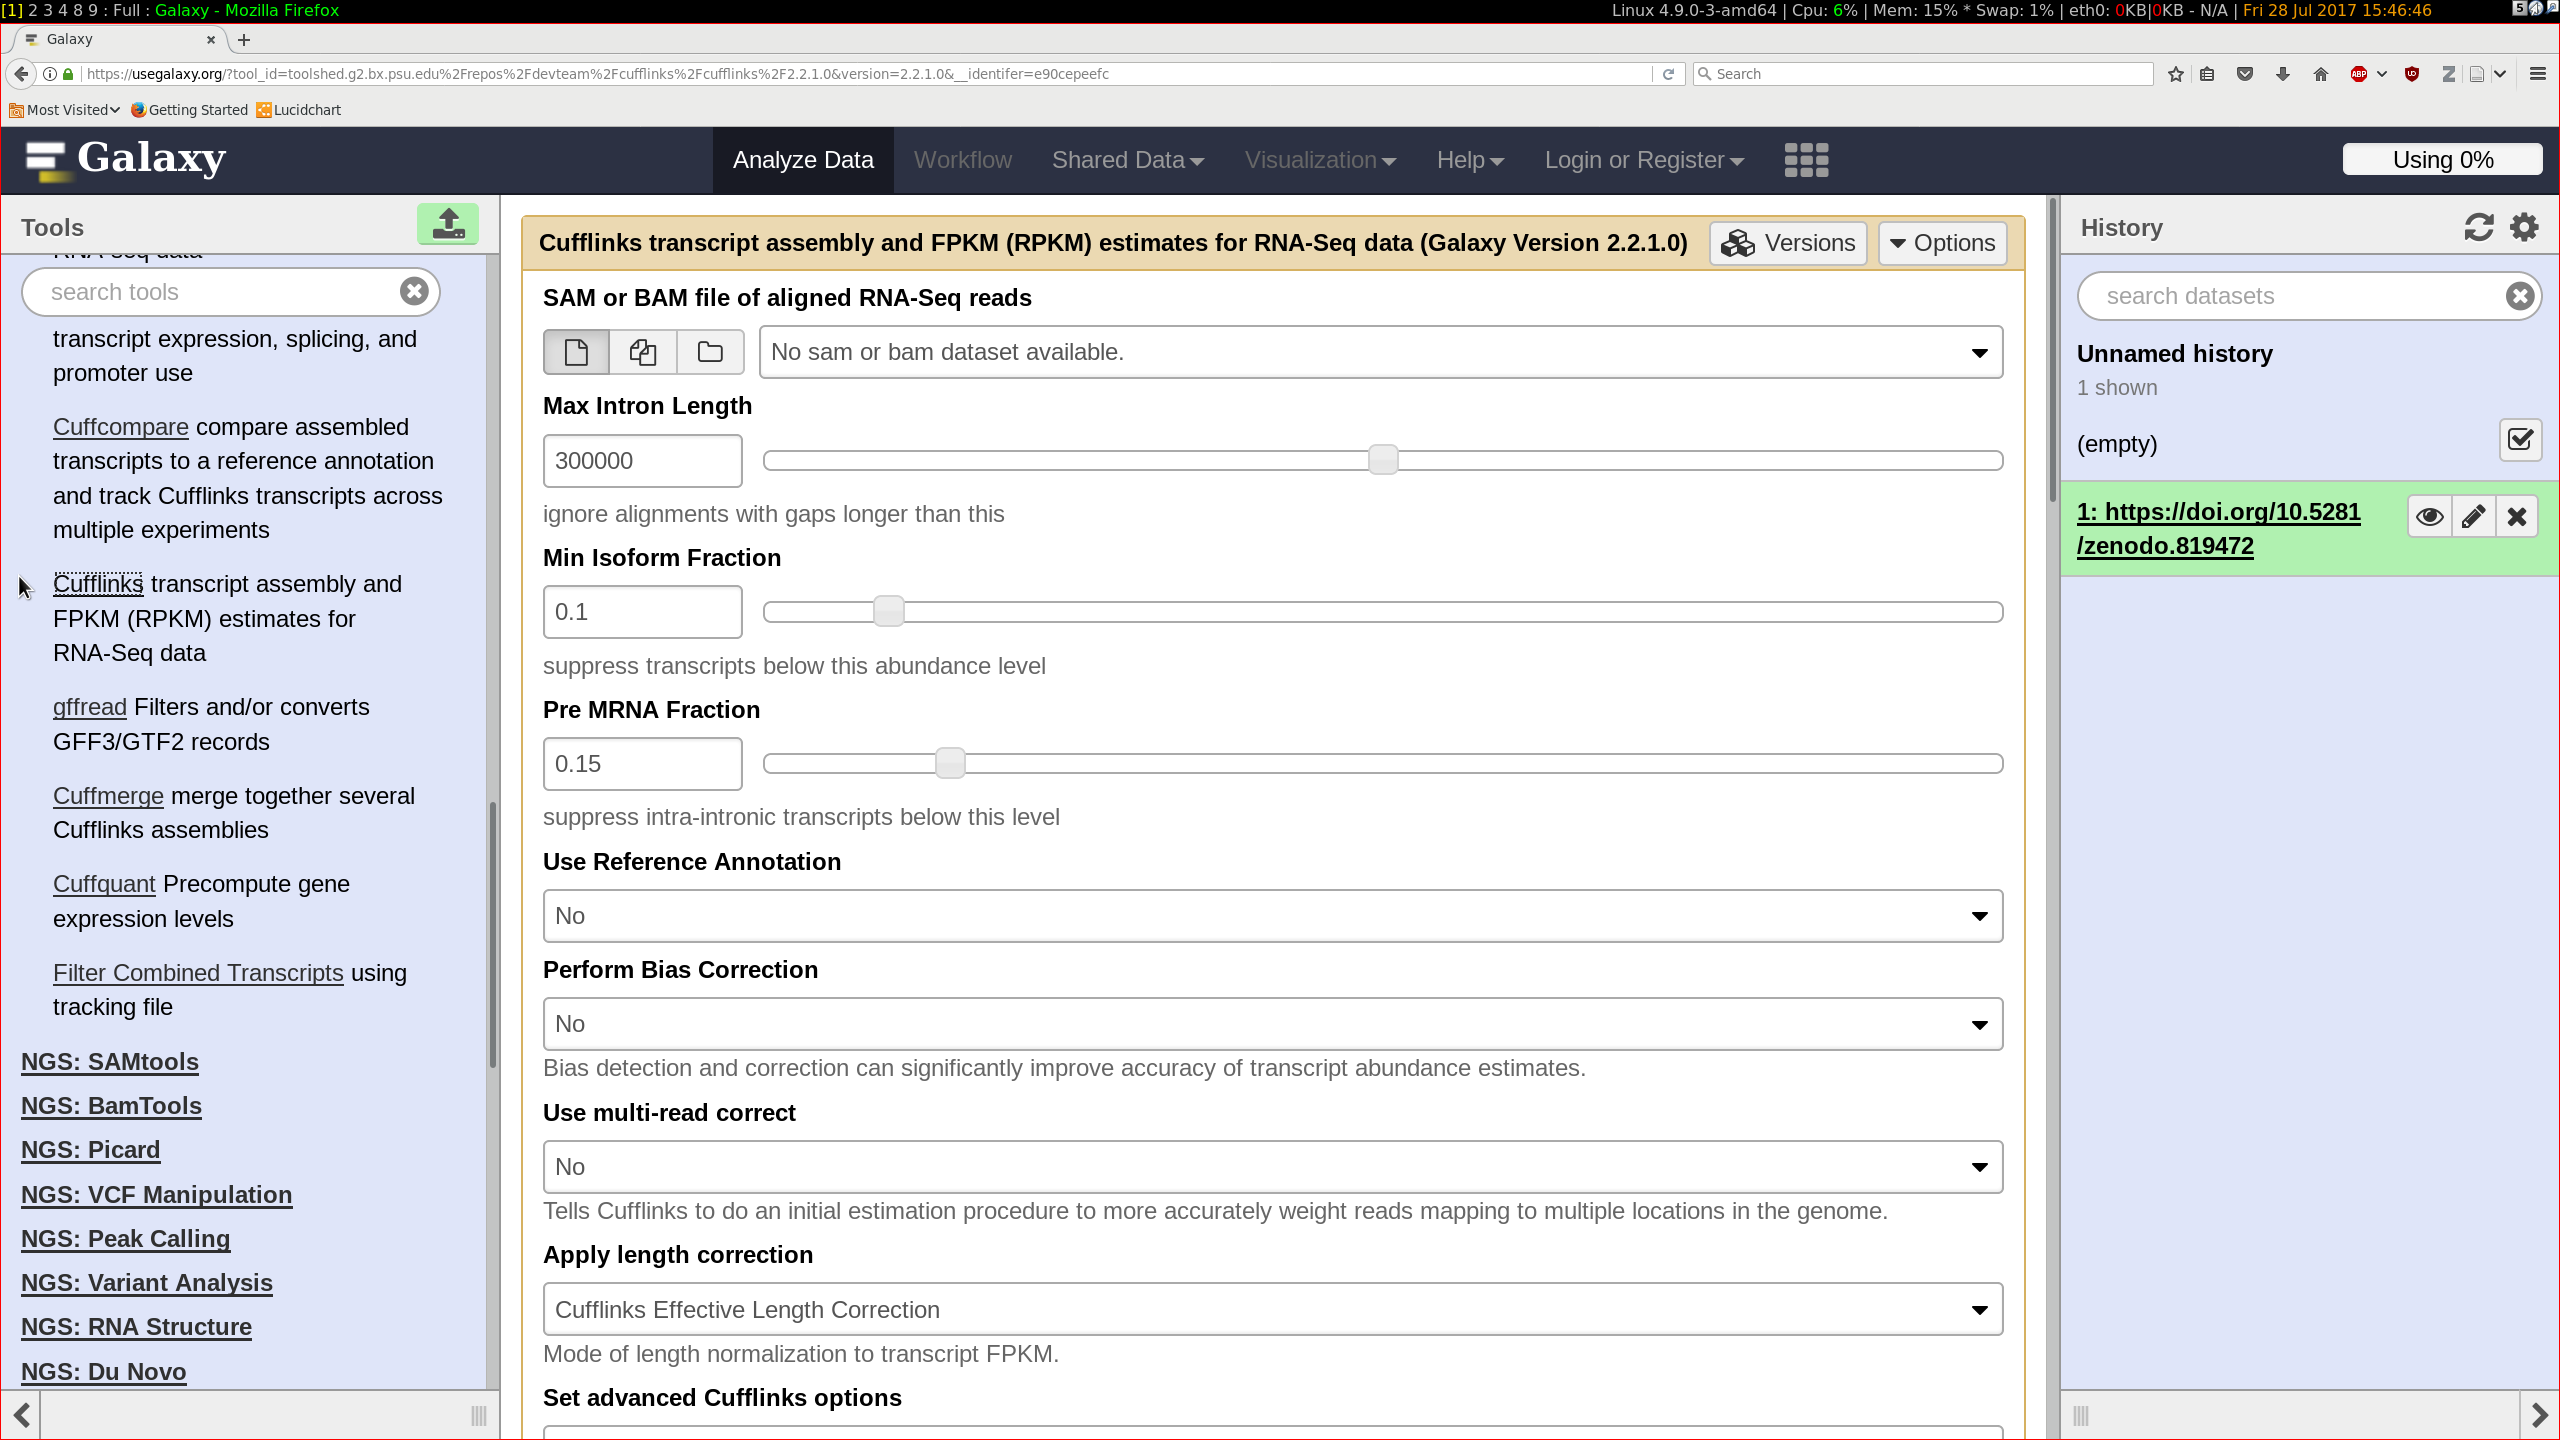 [1] 2 3 4 8 9 : Full : Galaxy - Mozilla Firefox
Linux 4.9.0-3-amd64 | Cpu: 6% | Mem: 15% * Swap: 1% | eth0: 0KB|0KB - N/A | Fri 28 Jul 2017 15:46:46
Galaxy
https://usegalaxy.org/?tool_id=toolshed.g2.bx.psu.edu%2Frepos%2Fdevteam%2Fcufflinks%2Fcufflinks%2F2.2.1.0&version=2.2.1.0&__identifer=e90cepeefc
Search
Most Visited
Getting Started
Lucidchart
Galaxy
Analyze Data
Workflow
Shared Data
Visualization
Help
Login or Register
Using 0%
Tools
RNA-seq data
search tools
transcript expression, splicing, and
promoter use
Cuffcompare compare assembled
transcripts to a reference annotation
and track Cufflinks transcripts across
multiple experiments
Cufflinks transcript assembly and
FPKM (RPKM) estimates for
RNA-Seq data
gffread Filters and/or converts
GFF3/GTF2 records
Cuffmerge merge together several
Cufflinks assemblies
Cuffquant Precompute gene
expression levels
Filter Combined Transcripts using
tracking file
NGS: SAMtools
NGS: BamTools
NGS: Picard
NGS: VCF Manipulation
NGS: Peak Calling
NGS: Variant Analysis
NGS: RNA Structure
NGS: Du Novo
Cufflinks transcript assembly and FPKM (RPKM) estimates for RNA-Seq data (Galaxy Version 2.2.1.0)
Versions
Options
SAM or BAM file of aligned RNA-Seq reads
No sam or bam dataset available.
Max Intron Length
300000
ignore alignments with gaps longer than this
Min Isoform Fraction
0.1
suppress transcripts below this abundance level
Pre MRNA Fraction
0.15
suppress intra-intronic transcripts below this level
Use Reference Annotation
No
Perform Bias Correction
No
Bias detection and correction can significantly improve accuracy of transcript abundance estimates.
Use multi-read correct
No
Tells Cufflinks to do an initial estimation procedure to more accurately weight reads mapping to multiple locations in the genome.
Apply length correction
Cufflinks Effective Length Correction
Mode of length normalization to transcript FPKM.
Set advanced Cufflinks options
History
search datasets
Unnamed history
1 shown
(empty)
1: https://doi.org/10.5281
/zenodo.819472